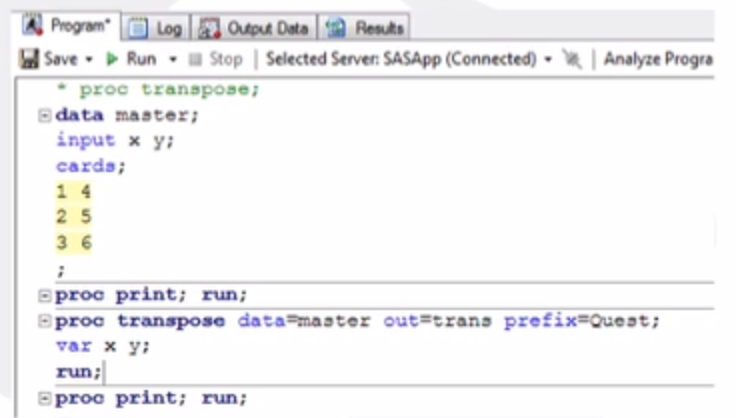 Program* Log Output Data Results
Save Run Stop Selected Server: SASApp (Connected) Analyze Progra
* proc transpose;
data master;
input x y;
cards;
1 4
2 5
3 6
;
proc print; run;
proc transpose data=master out=trans prefix=Quest;
var x y;
run;
proc print; run;